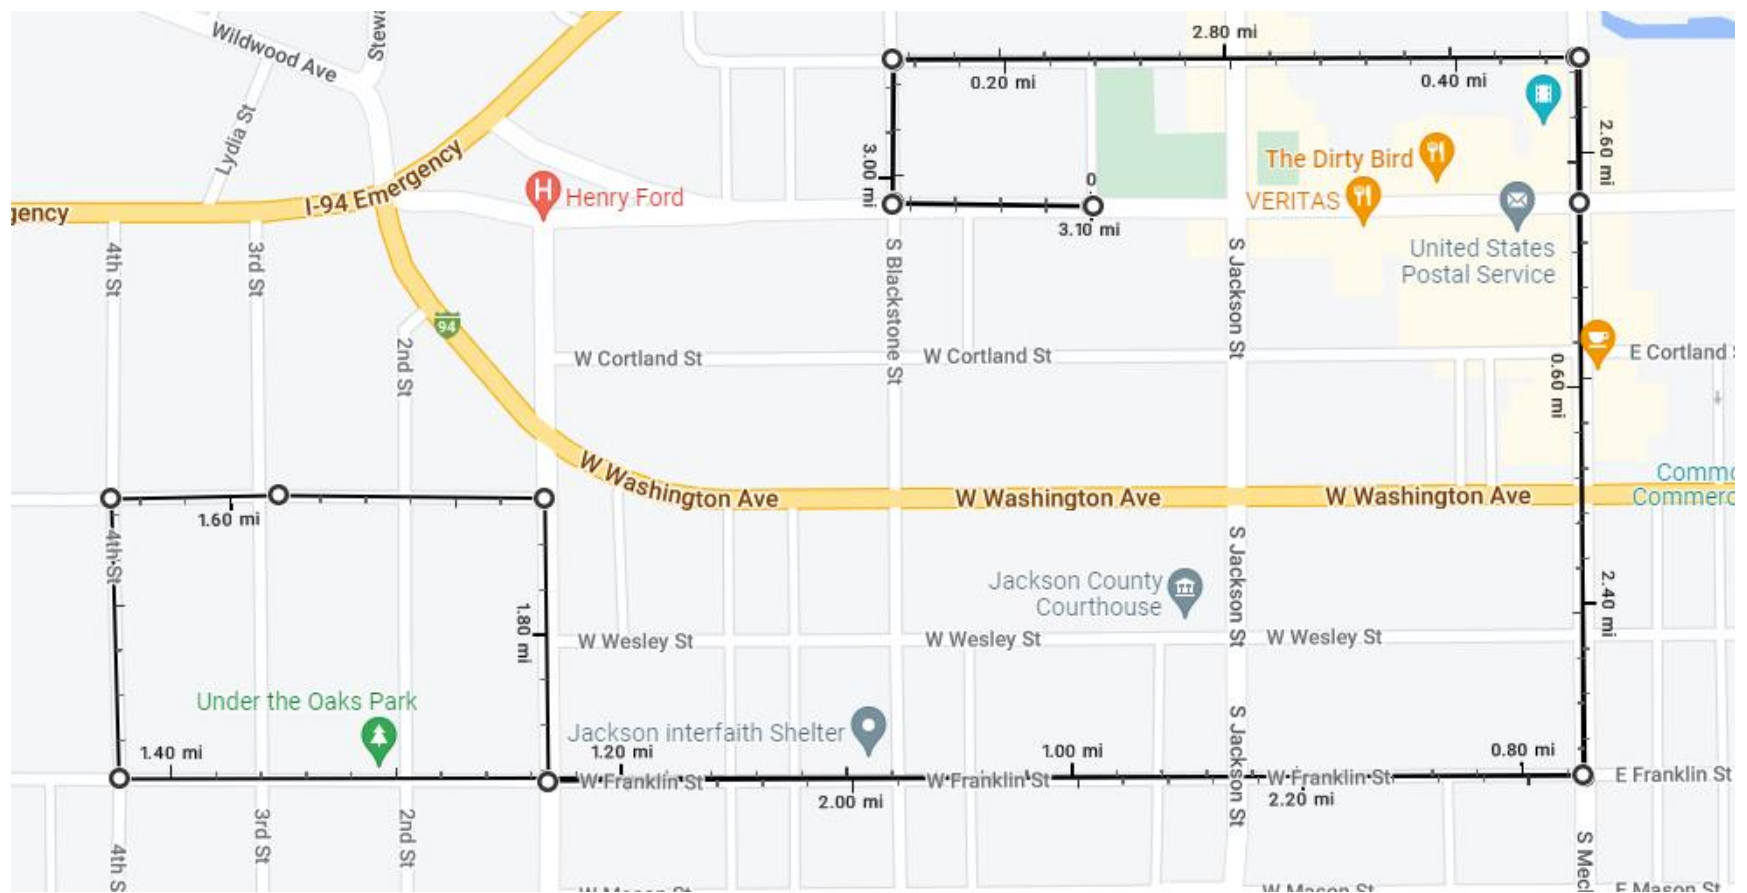 Wildwood Ave
Stewa
2.80 mi
0.20 mi
0.40 mi
Lydia St
I-94 Emergency
gency
Henry Ford
3.00 mi
0
3.10 mi
The Dirty Bird
VERITAS
2.60 mi
United States
Postal Service
4th St
3rd St
2nd St
94
S Blackstone St
S Jackson St
W Cortland St
W Cortland St
E Cortland S
0.60 mi
W Washington Ave
W Washington Ave
W Washington Ave
Commo
Commerc
1.60 mi
4th St
1.80 mi
Jackson County
Courthouse
S Jackson St
2.40 mi
W Wesley St
W Wesley St
W Wesley St
Under the Oaks Park
Jackson interfaith Shelter
1.40 mi
1.20 mi
1.00 mi
0.80 mi
W Franklin St
W Franklin St
W Franklin St
E Franklin St
2.00 mi
2.20 mi
S Jackson St
4th S
3rd St
2nd St
S Mecl
W Mason St
W Mason St
E Mason St